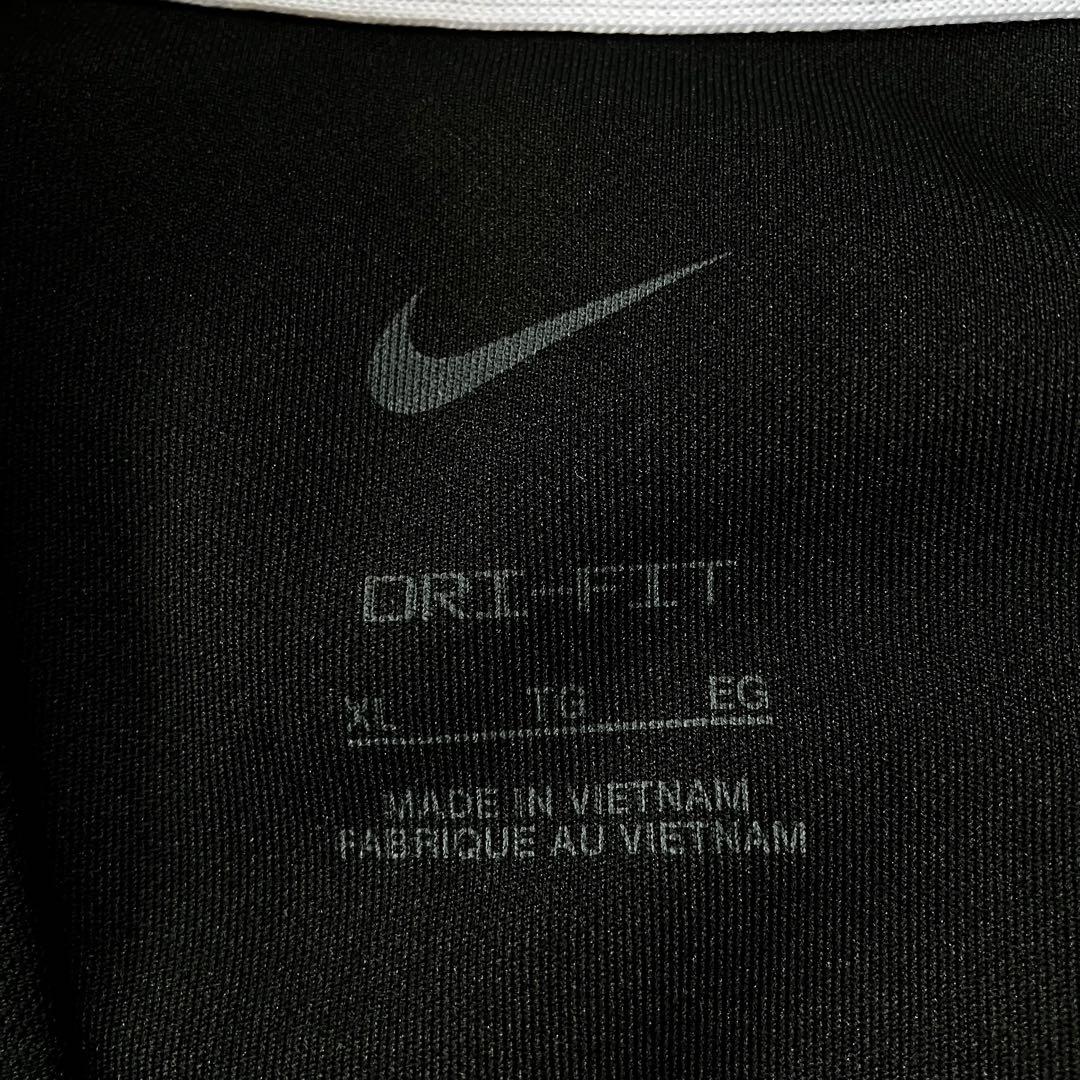 DRI-FIT
XL TG EG
MADE IN VIETNAM
FABRIQUE AU VIETNAM